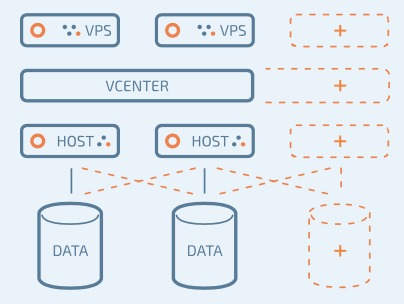 VPS VPS
+
VCENTER
+
HOST HOST
+
DATA DATA
+